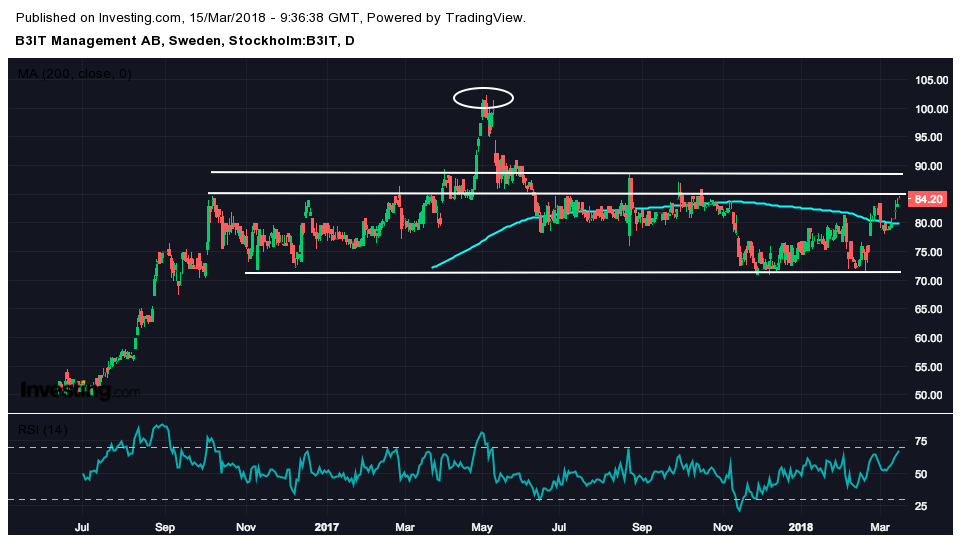 Published on Investing.com, 15/Mar/2018 - 9:36:38 GMT, Powered by TradingView.
B3IT Management AB, Sweden, Stockholm:B3IT, D
MA (200, close, 0)
105.00
100.00
95.00
90.00
84.20
80.00
75.00
70.00
65.00
60.00
55.00
50.00
Investing.com
RSI (14)
75
50
25
Jul Sep Nov 2017 Mar May Jul Sep Nov 2018 Mar